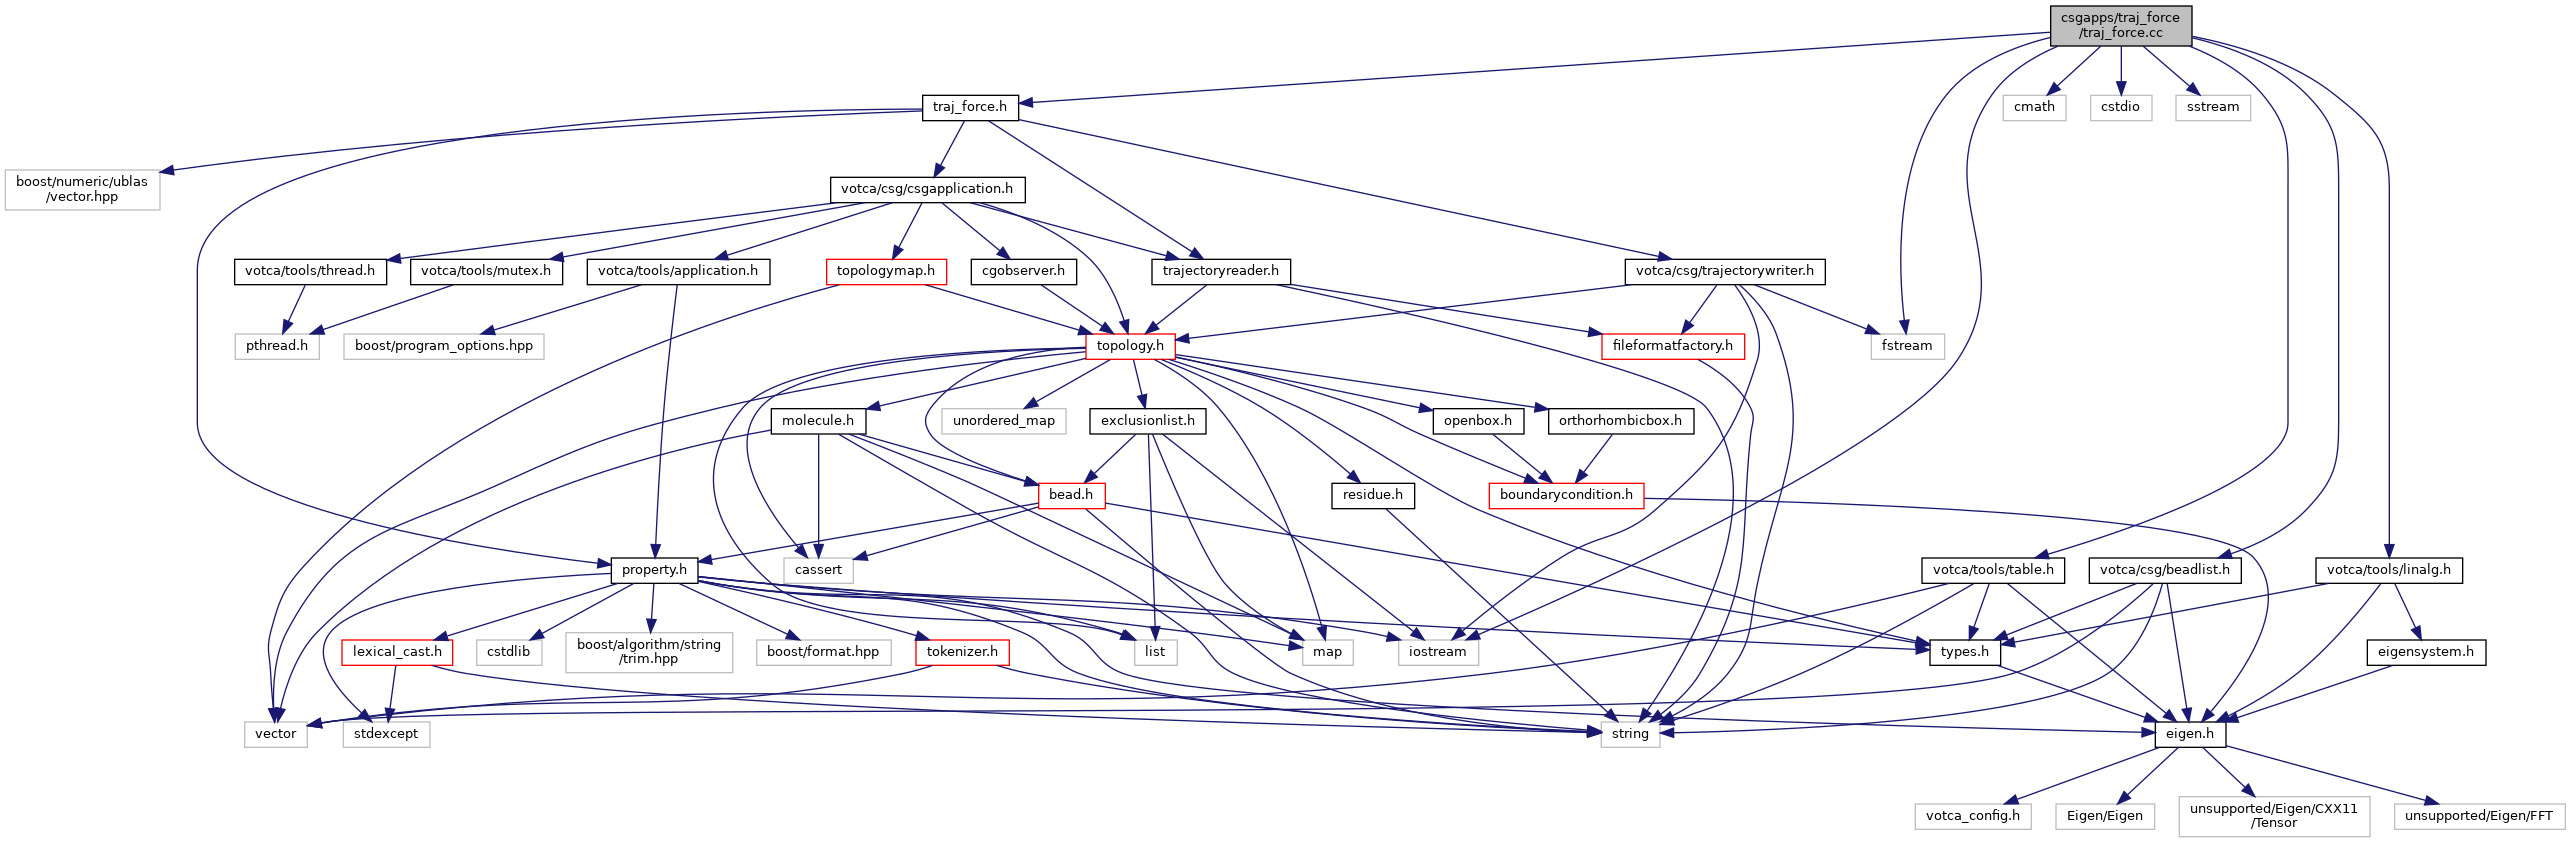 csgapps/traj_force
/traj_force.cc
traj_force.h
cmath
cstdio
sstream
boost/numeric/ublas
/vector.hpp
votca/csg/csgapplication.h
votca/tools/thread.h
votca/tools/mutex.h
votca/tools/application.h
topologymap.h
cgobserver.h
trajectoryreader.h
votca/csg/trajectorywriter.h
pthread.h
boost/program_options.hpp
topology.h
fileformatfactory.h
fstream
molecule.h
unordered_map
exclusionlist.h
openbox.h
orthorhombicbox.h
bead.h
residue.h
boundarycondition.h
property.h
cassert
votca/tools/table.h
votca/csg/beadlist.h
votca/tools/linalg.h
lexical_cast.h
cstdlib
boost/algorithm/string
/trim.hpp
boost/format.hpp
tokenizer.h
list
map
iostream
types.h
eigensystem.h
vector
stdexcept
string
eigen.h
votca_config.h
Eigen/Eigen
unsupported/Eigen/CXX11
/Tensor
unsupported/Eigen/FFT